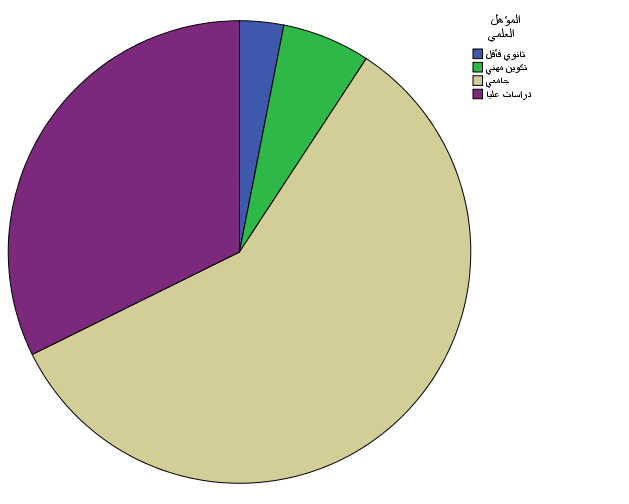 المؤهل
العلمي
ثانوي فأقل
تكوين مهني
جامعي
دراسات عليا